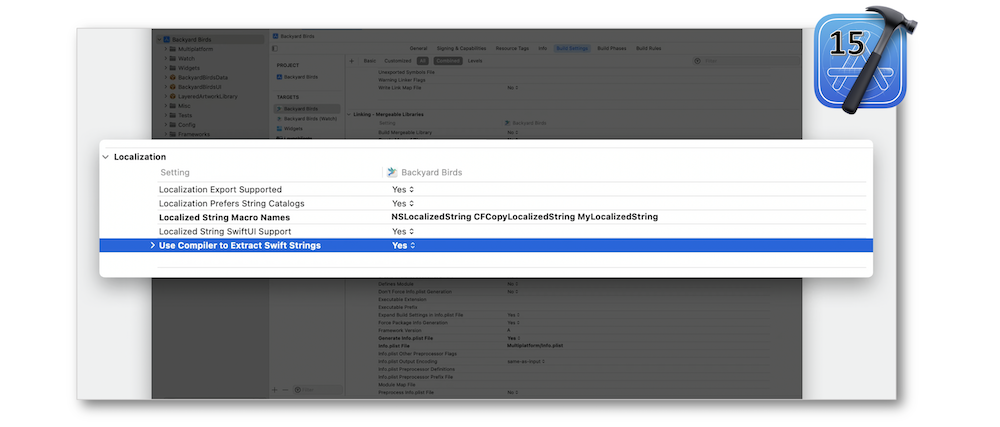 15
Backyard Birds
Backyard Birds
Multiplatform
Watch
Widgets
BackyardBirdsData
BackyardBirdsUI
LayeredArtworkLibrary
Misc
Tests
Config
Frameworks
General Signing & Capabilities Resource Tags Info Build Settings Build Phases Build Rules
PROJECT
Backyard Birds
TARGETS
Backyard Birds
Backyard Birds (Watch)
Widgets
+ Basic Customized All Combined Levels Filter
Unexported Symbols File
Warning Linker Flags
Write Link Map File No
Linking - Mergeable Libraries
Setting Backyard Birds
Build Mergeable Library No
Localization
Setting Backyard Birds
Localization Export Supported Yes
Localization Prefers String Catalogs Yes
Localized String Macro Names NSLocalizedString CFCopyLocalizedString MyLocalizedString
Localized String SwiftUI Support Yes
Use Compiler to Extract Swift Strings Yes
Defines Module No
Don't Force Info.plist Generation No
Executable Extension
Executable Prefix
Expand Build Settings in Info.plist File Yes
Force Package Info Generation Yes
Framework Version A
Generate Info.plist File Yes
Info.plist File Multiplatform/Info.plist
Info.plist Other Preprocessor Flags
Info.plist Output Encoding same-as-input
Info.plist Preprocessor Definitions
Info.plist Preprocessor Prefix File
Module Map File
Preprocess Info.plist File No
+ − Filter